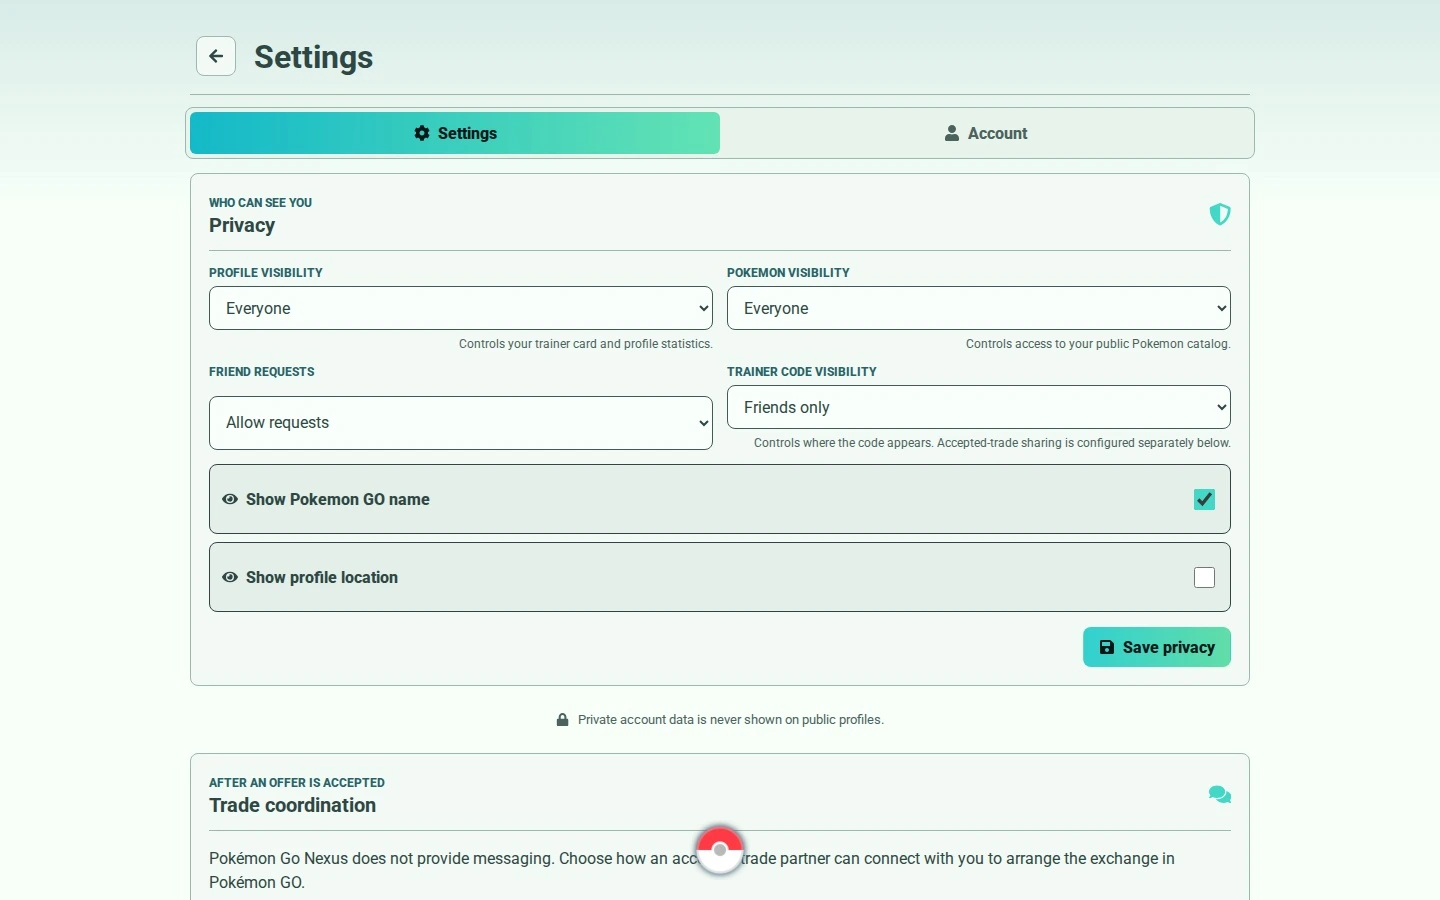 Settings
Settings
Account
WHO CAN SEE YOU
Privacy
PROFILE VISIBILITY
Everyone
Controls your trainer card and profile statistics.
POKEMON VISIBILITY
Everyone
Controls access to your public Pokemon catalog.
FRIEND REQUESTS
Allow requests
TRAINER CODE VISIBILITY
Friends only
Controls where the code appears. Accepted-trade sharing is configured separately below.
Show Pokemon GO name
Show profile location
Save privacy
Private account data is never shown on public profiles.
AFTER AN OFFER IS ACCEPTED
Trade coordination
Pokémon Go Nexus does not provide messaging. Choose how an trade partner can connect with you to arrange the exchange in
Pokémon GO.